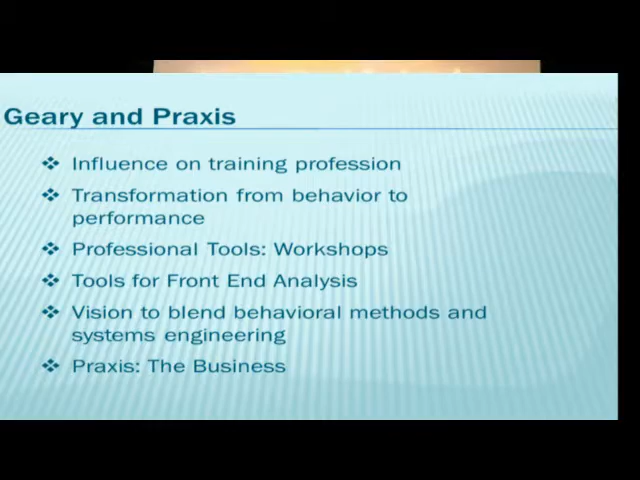 Geary and Praxis
Influence on training profession
Transformation from behavior to
performance
Professional Tools: Workshops
Tools for Front End Analysis
Vision to blend behavioral methods and
systems engineering
Praxis: The Business